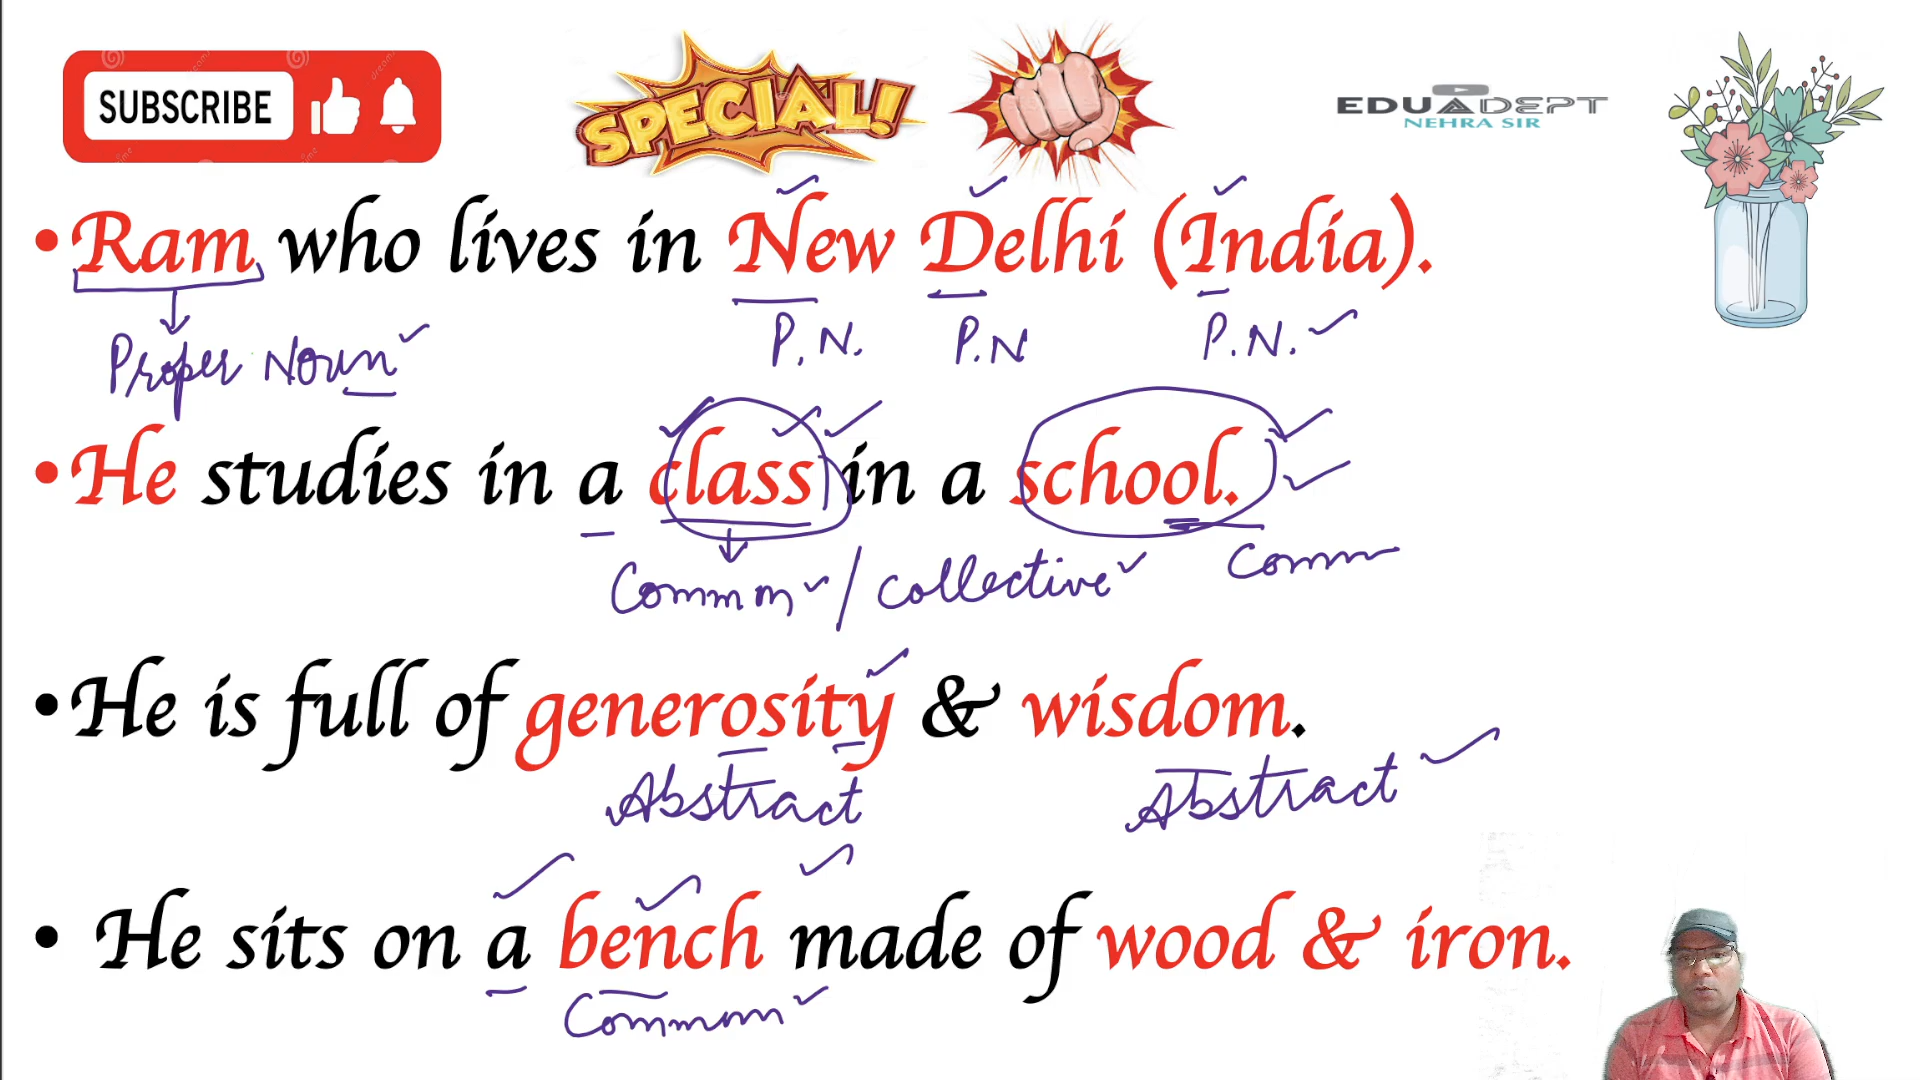 SUBSCRIBE
SPECIAL!
EDUADEPT
NEHRA SIR
• Ram who lives in New Delhi (India).
Proper Noun P.N. P.N P.N.
• He studies in a class in a school.
Common / Collective Comm
• He is full of generosity & wisdom.
Abstract Abstract
• He sits on a bench made of wood & iron.
Common